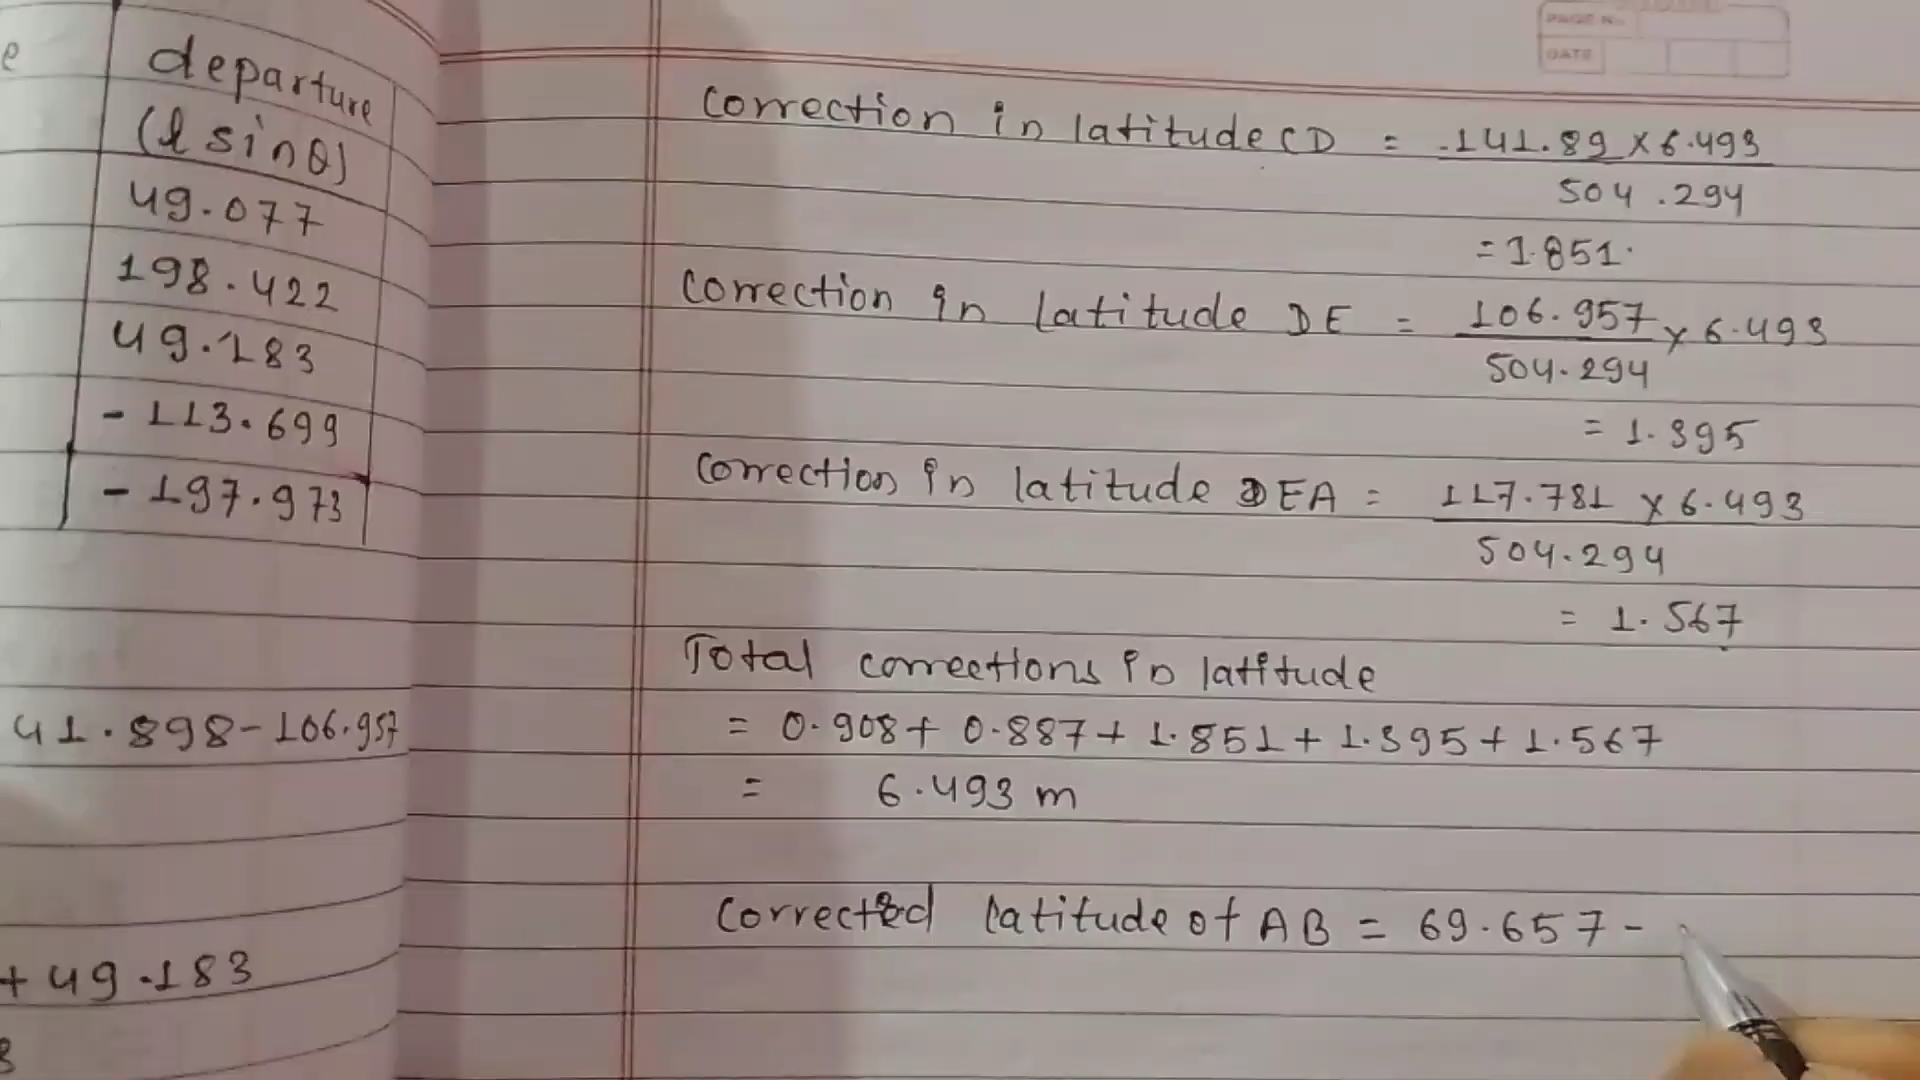 e
departure
(l sinθ)
49.077
198.422
49.183
- 113.699
- 197.973
41.898-106.957
+ 49.183
PAGE No.
DATE
Correction in latitude CD = 141.89 x 6.493
504.294
= 1.851.
Correction in latitude DE = 106.957 x 6.493
504.294
= 1.395
Correction in latitude EA = 117.781 x 6.493
504.294
= 1.567
Total corrections in latitude
= 0.908 + 0.887 + 1.851 + 1.395 + 1.567
= 6.493 m
Corrected latitude of AB = 69.657 -